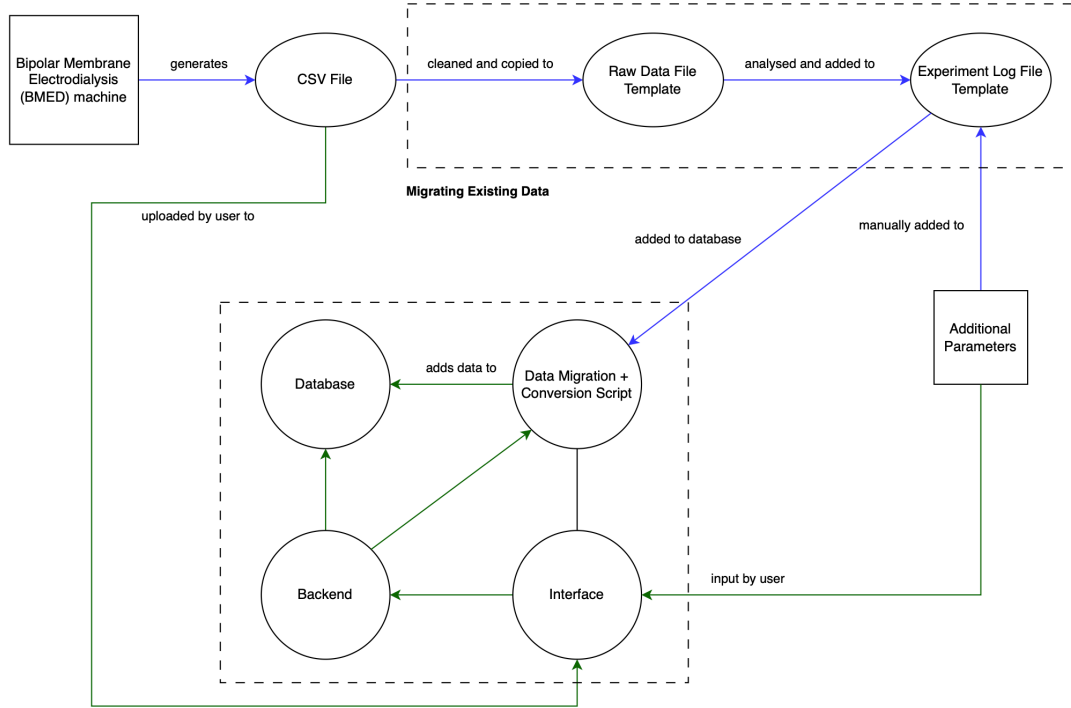 Bipolar Membrane
Electrodialysis
(BMED) machine
generates
CSV File
cleaned and copied to
Raw Data File
Template
analysed and added to
Experiment Log File
Template
Migrating Existing Data
uploaded by user to
added to database
manually added to
Additional
Parameters
Database
adds data to
Data Migration +
Conversion Script
Backend
Interface
input by user